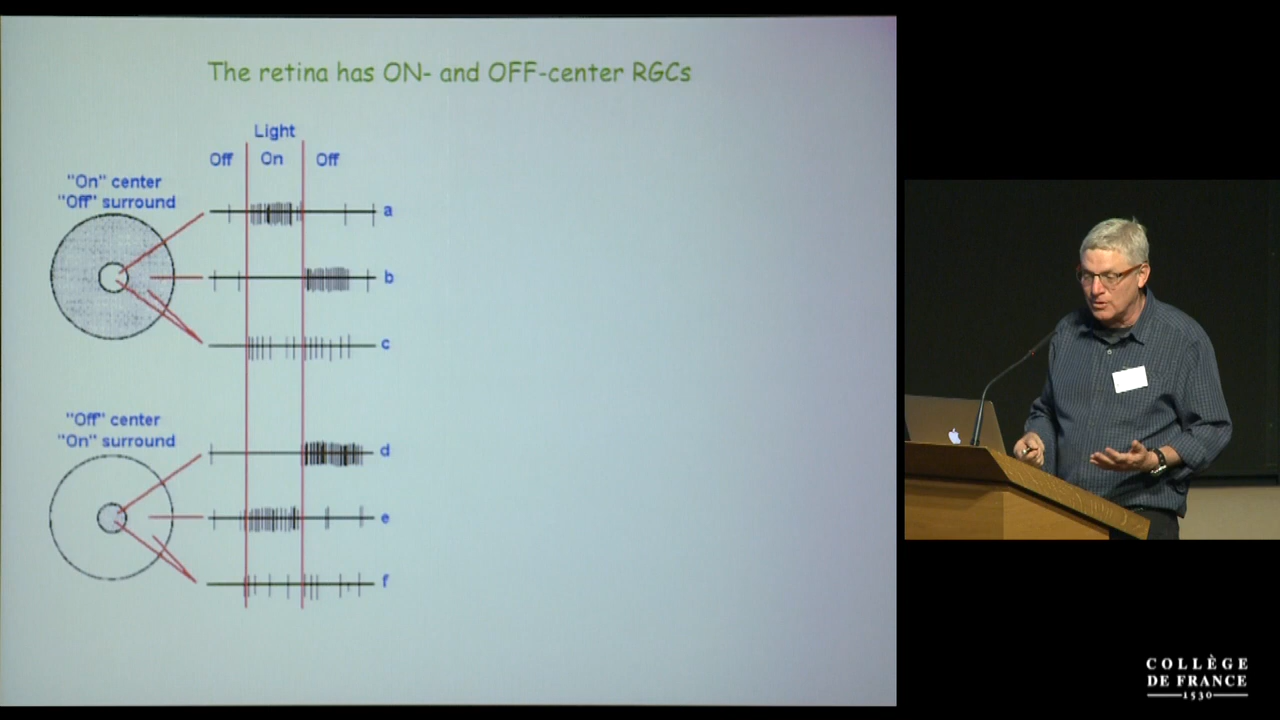 The retina has ON- and OFF-center RGCs
Light
Off On Off
"On" center
"Off" surround
a
b
c
"Off" center
"On" surround
d
e
f
COLLÈGE
DE FRANCE
1530